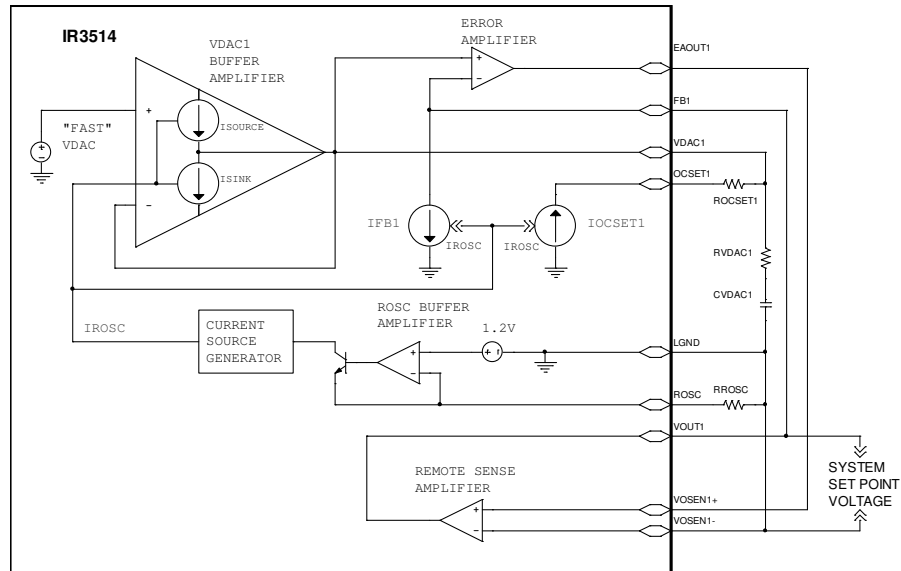 IR3514
VDAC1
BUFFER
AMPLIFIER
ERROR
AMPLIFIER
EAOUT1
+
−
FB1
+
ISOURCE
"FAST"
VDAC
+
−
VDAC1
ISINK
OCSET1
ROCSET1
−
IFB1
IROSC
IROSC
IOCSET1
RVDAC1
CVDAC1
ROSC BUFFER
AMPLIFIER
1.2V
IROSC
CURRENT
SOURCE
GENERATOR
+
−
+ -
LGND
ROSC
RROSC
VOUT1
REMOTE SENSE
AMPLIFIER
SYSTEM
SET POINT
VOLTAGE
+
−
VOSEN1+
VOSEN1-